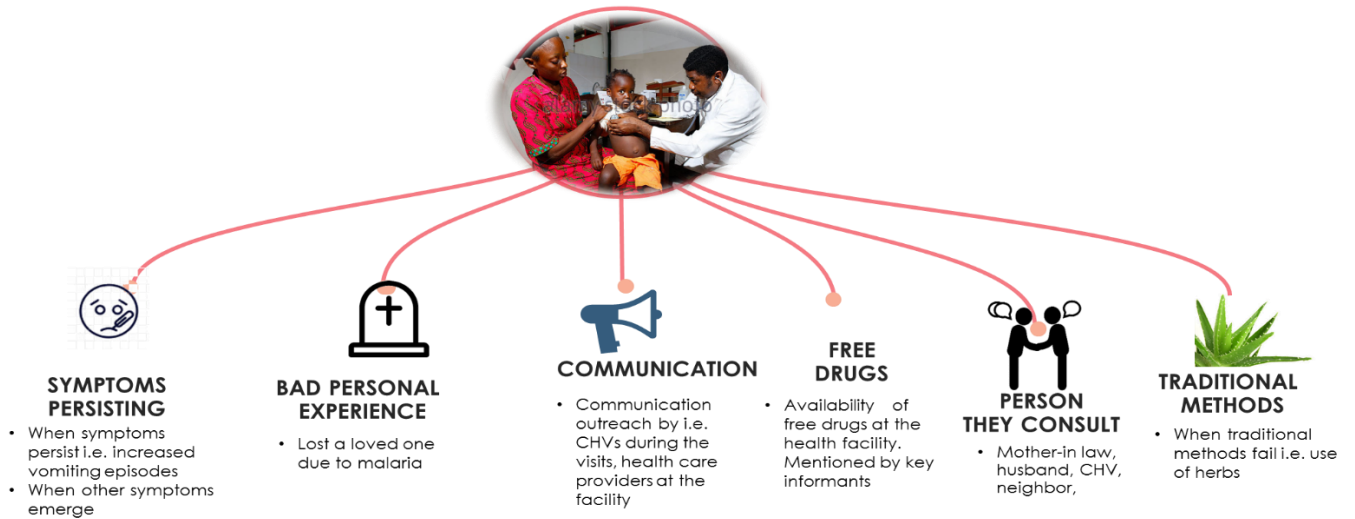 SYMPTOMS
PERSISTING
• When symptoms
persist i.e. increased
vomiting episodes
• When other symptoms
emerge
BAD PERSONAL
EXPERIENCE
• Lost a loved one
due to malaria
COMMUNICATION
• Communication
outreach by i.e.
CHVs during the
visits, health care
providers at the
facility
FREE
DRUGS
• Availability of
free drugs at the
health facility.
Mentioned by key
informants
PERSON
THEY CONSULT
• Mother-in law,
husband, CHV,
neighbor,
TRADITIONAL
METHODS
• When traditional
methods fail i.e. use
of herbs